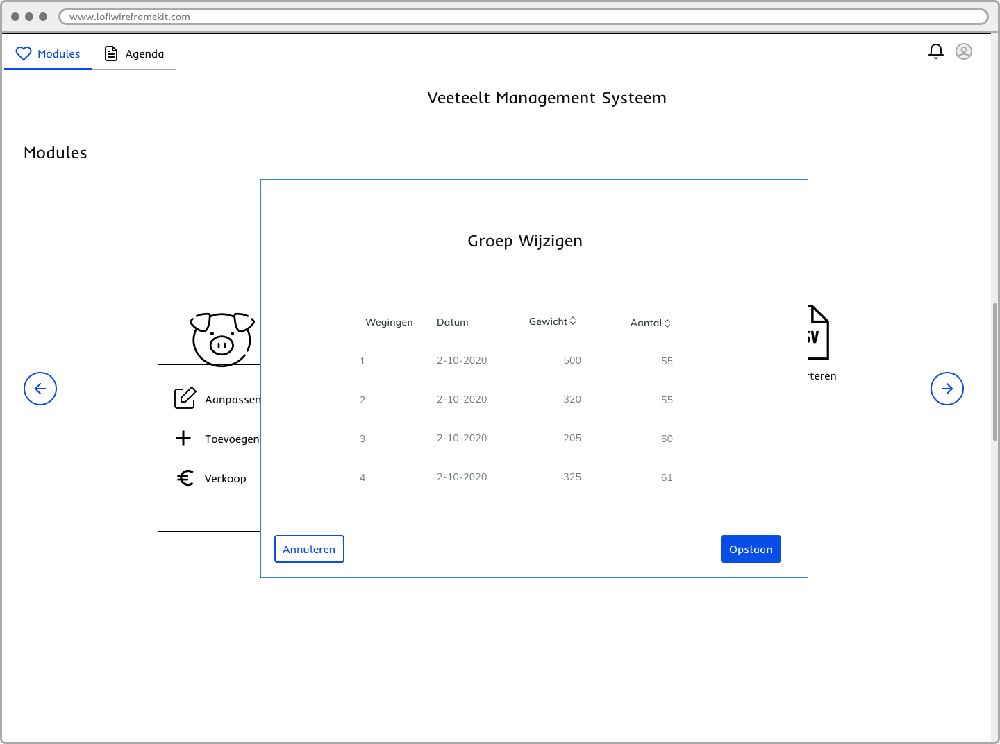 www.lofiwireframekit.com
Modules Agenda
Veeteelt Management Systeem
Modules
Groep Wijzigen
Wegingen Datum Gewicht Aantal
1 2-10-2020 500 55
2 2-10-2020 320 55
3 2-10-2020 205 60
4 2-10-2020 325 61
Aanpassen
Toevoegen
Verkoop
SV
rteren
Annuleren Opslaan